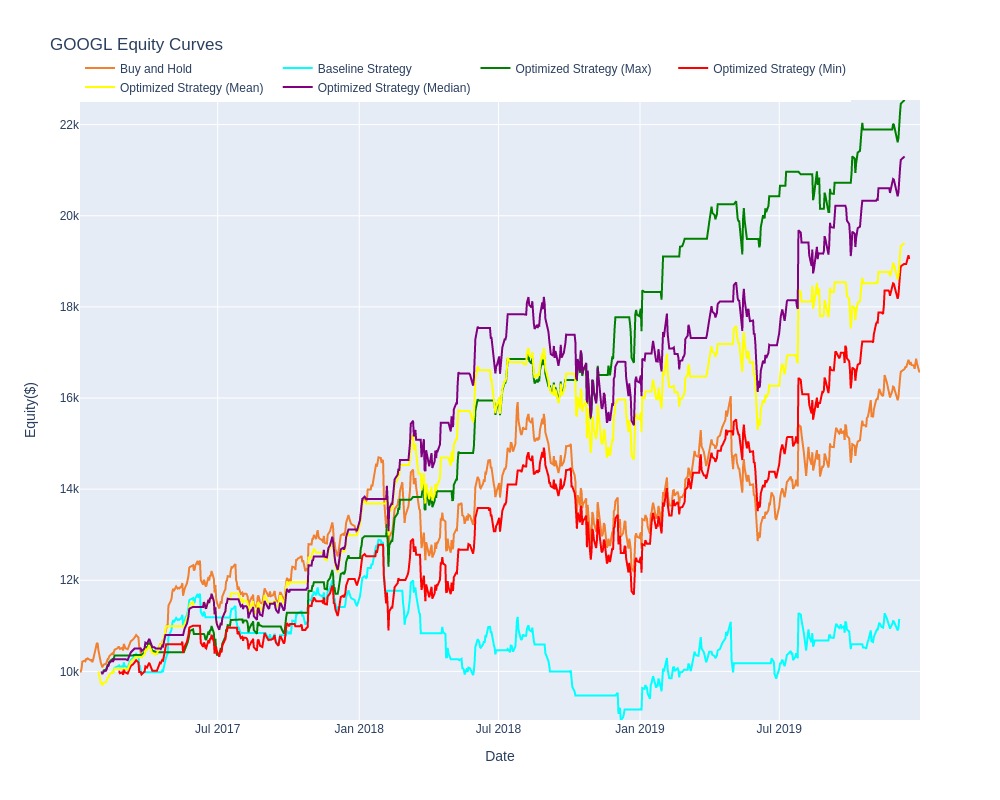 GOOGL Equity Curves
Buy and Hold
Baseline Strategy
Optimized Strategy (Max)
Optimized Strategy (Min)
Optimized Strategy (Mean)
Optimized Strategy (Median)
22k
20k
18k
16k
14k
12k
10k
Equity($)
Jul 2017
Jan 2018
Jul 2018
Jan 2019
Jul 2019
Date